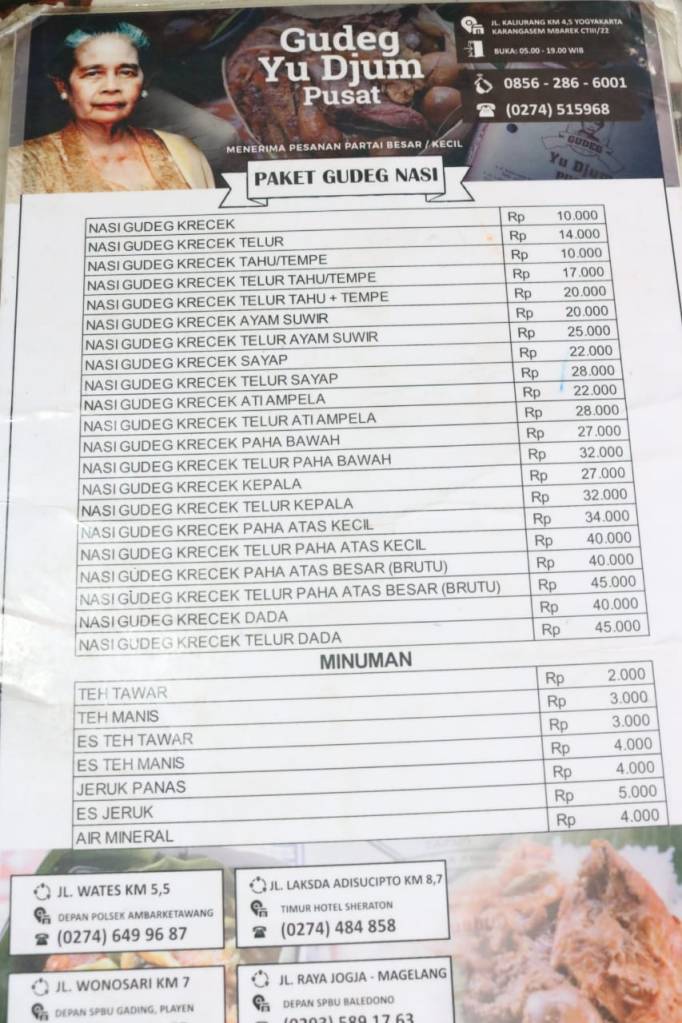 Gudeg
Yu Djum
Pusat
JL. KALIURANG KM 4,5 YOGYAKARTA
KARANGASEM MBAREK CTIII/22
BUKA: 05.00 - 19.00 WIB
0856 - 286 - 6001
(0274) 515968
MENERIMA PESANAN PARTAI BESAR / KECIL
GUDEG
Yu Djum
PAKET GUDEG NASI
NASI GUDEG KRECEK Rp 10.000
NASI GUDEG KRECEK TELUR Rp 14.000
NASI GUDEG KRECEK TAHU/TEMPE Rp 10.000
NASI GUDEG KRECEK TELUR TAHU/TEMPE Rp 17.000
NASI GUDEG KRECEK TELUR TAHU + TEMPE Rp 20.000
NASI GUDEG KRECEK AYAM SUWIR Rp 20.000
NASI GUDEG KRECEK TELUR AYAM SUWIR Rp 25.000
NASI GUDEG KRECEK SAYAP Rp 22.000
NASI GUDEG KRECEK TELUR SAYAP Rp 28.000
NASI GUDEG KRECEK ATI AMPELA Rp 22.000
NASI GUDEG KRECEK TELUR ATI AMPELA Rp 28.000
NASI GUDEG KRECEK PAHA BAWAH Rp 27.000
NASI GUDEG KRECEK TELUR PAHA BAWAH Rp 32.000
NASI GUDEG KRECEK KEPALA Rp 27.000
NASI GUDEG KRECEK TELUR KEPALA Rp 32.000
NASI GUDEG KRECEK PAHA ATAS KECIL Rp 34.000
NASI GUDEG KRECEK TELUR PAHA ATAS KECIL Rp 40.000
NASI GUDEG KRECEK PAHA ATAS BESAR (BRUTU) Rp 40.000
NASI GUDEG KRECEK TELUR PAHA ATAS BESAR (BRUTU) Rp 45.000
NASI GUDEG KRECEK DADA Rp 40.000
NASI GUDEG KRECEK TELUR DADA Rp 45.000
MINUMAN
TEH TAWAR Rp 2.000
TEH MANIS Rp 3.000
ES TEH TAWAR Rp 3.000
ES TEH MANIS Rp 4.000
JERUK PANAS Rp 4.000
ES JERUK Rp 5.000
AIR MINERAL Rp 4.000
JL. WATES KM 5,5
DEPAN POLSEK AMBARKETAWANG
(0274) 649 96 87
JL. LAKSDA ADISUCIPTO KM 8,7
TIMUR HOTEL SHERATON
(0274) 484 858
JL. WONOSARI KM 7
DEPAN SPBU GADING, PLAYEN
JL. RAYA JOGJA - MAGELANG
DEPAN SPBU BALEDONO
(0293) 589 17 63